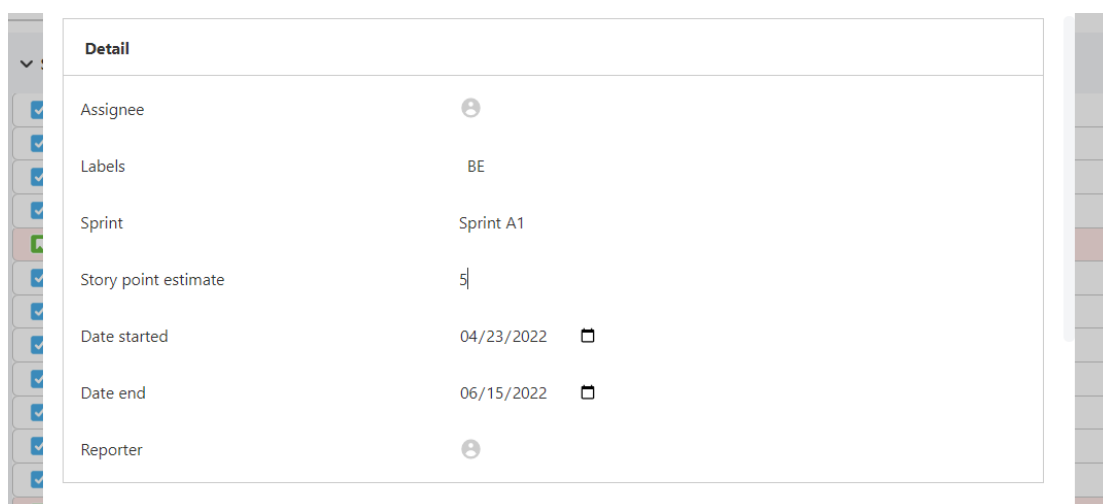 Detail
Assignee
Labels BE
Sprint Sprint A1
Story point estimate 5
Date started 04/23/2022
Date end 06/15/2022
Reporter